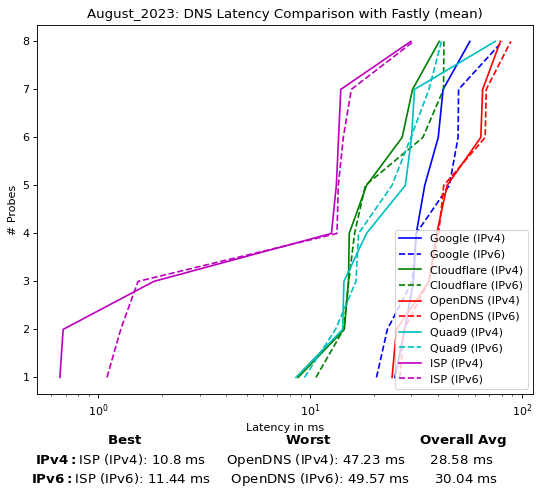 August_2023: DNS Latency Comparison with Fastly (mean)
8
7
6
5
4
3
2
1
# Probes
Google (IPv4)
Google (IPv6)
Cloudflare (IPv4)
Cloudflare (IPv6)
OpenDNS (IPv4)
OpenDNS (IPv6)
Quad9 (IPv4)
Quad9 (IPv6)
ISP (IPv4)
ISP (IPv6)
10⁰ 10¹ 10²
Latency in ms
Best Worst Overall Avg
IPv4: ISP (IPv4): 10.8 ms OpenDNS (IPv4): 47.23 ms 28.58 ms
IPv6: ISP (IPv6): 11.44 ms OpenDNS (IPv6): 49.57 ms 30.04 ms